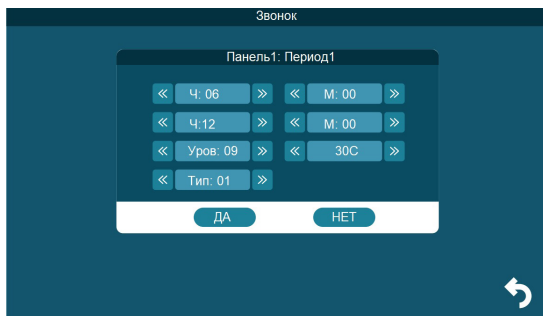 Звонок
Панель1: Период1
« Ч: 06 » « М: 00 »
« Ч:12 » « М: 00 »
« Уров: 09 » « 30С »
« Тип: 01 »
ДА НЕТ